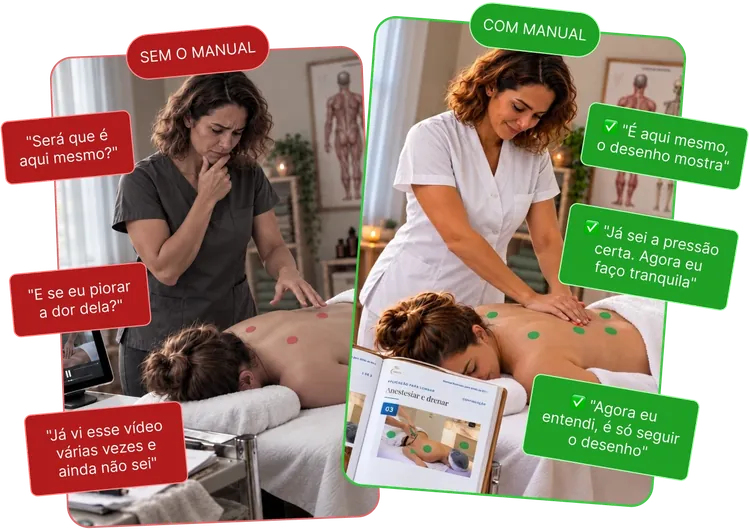 SEM O MANUAL
"Será que é
aqui mesmo?"
"E se eu piorar
a dor dela?"
"Já vi esse vídeo
várias vezes e
ainda não sei"
COM MANUAL
✅ "É aqui mesmo,
o desenho mostra"
✅ "Já sei a pressão
certa. Agora eu
faço tranquila"
Anestesiar e drenar
03
✅ "Agora eu
entendi, é só seguir
o desenho"